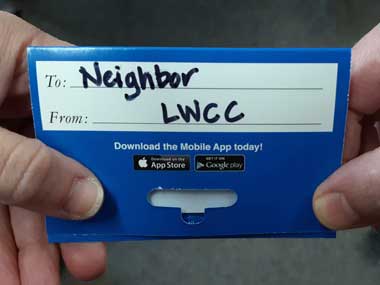 To: Neighbor
From: LWCC
Download the Mobile App today!
Download on the App Store GET IT ON Google play